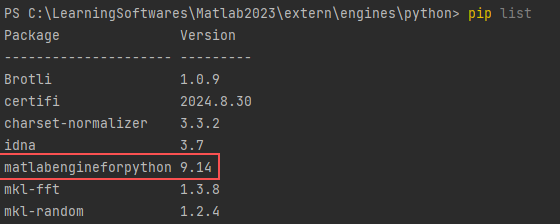 PS C:\LearningSoftwares\Matlab2023\extern\engines\python> pip list
Package Version
--------------------- ---------
Brotli 1.0.9
certifi 2024.8.30
charset-normalizer 3.3.2
idna 3.7
matlabengineforpython 9.14
mkl-fft 1.3.8
mkl-random 1.2.4